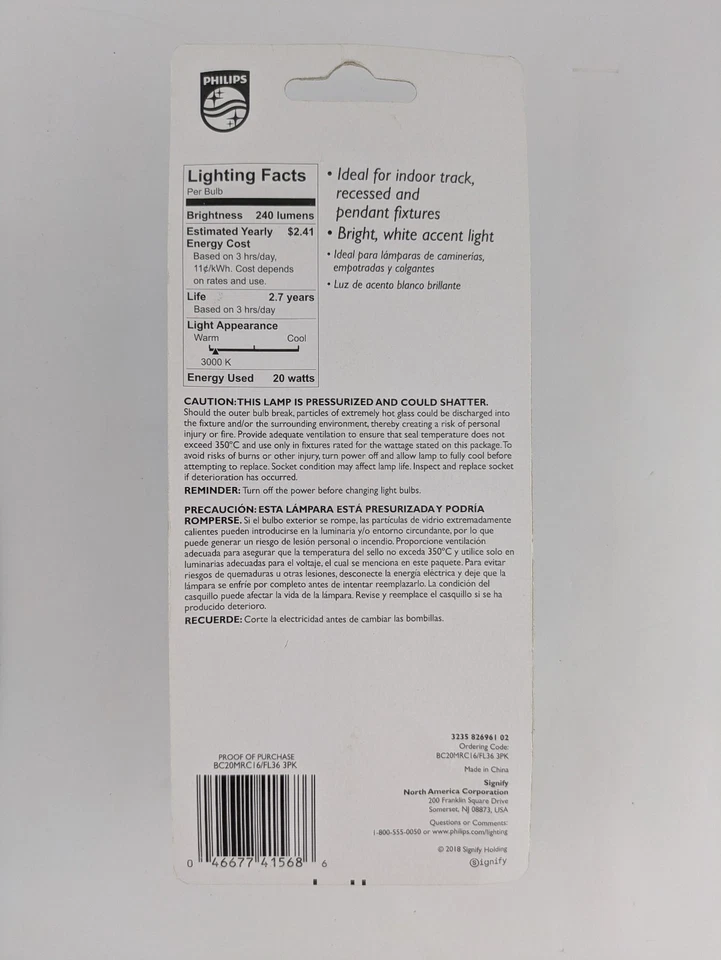 PHILIPS
Lighting Facts
Per Bulb
Brightness 240 lumens
Estimated Yearly $2.41
Energy Cost
Based on 3 hrs/day,
11¢/kWh. Cost depends
on rates and use.
Life 2.7 years
Based on 3 hrs/day
Light Appearance
Warm Cool
3000 K
Energy Used 20 watts
• Ideal for indoor track,
recessed and
pendant fixtures
• Bright, white accent light
• Ideal para lámparas de caminerías,
empotradas y colgantes
• Luz de acento blanco brillante
CAUTION: THIS LAMP IS PRESSURIZED AND COULD SHATTER.
Should the outer bulb break, particles of extremely hot glass could be discharged into
the fixture and/or the surrounding environment, thereby creating a risk of personal
injury or fire. Provide adequate ventilation to ensure that seal temperature does not
exceed 350°C and use only in fixtures rated for the wattage stated on this package. To
avoid risks of burns or other injury, turn power off and allow lamp to fully cool before
attempting to replace. Socket condition may affect lamp life. Inspect and replace socket
if deterioration has occurred.
REMINDER: Turn off the power before changing light bulbs.
PRECAUCIÓN: ESTA LÁMPARA ESTÁ PRESURIZADA Y PODRÍA
ROMPERSE. Si el bulbo exterior se rompe, las partículas de vidrio extremadamente
calientes pueden introducirse en la luminaria y/o entorno circundante, por lo que
puede generar un riesgo de lesión personal o incendio. Proporcione ventilación
adecuada para asegurar que la temperatura del sello no exceda 350°C y utilice solo en
luminarias adecuadas para el voltaje, el cual se menciona en este paquete. Para evitar
riesgos de quemaduras u otras lesiones, desconecte la energía eléctrica y deje que la
lámpara se enfríe por completo antes de intentar reemplazarlo. La condición del
casquillo puede afectar la vida de la lámpara. Revise y reemplace el casquillo si se ha
producido deterioro.
RECUERDE: Corte la electricidad antes de cambiar las bombillas.
PROOF OF PURCHASE
BC20MRC16/FL36 3PK
0 46677 41568 6
3235 826961 02
Ordering Code:
BC20MRC16/FL36 3PK
Made in China
Signify
North America Corporation
200 Franklin Square Drive
Somerset, NJ 08873, USA
Questions or Comments:
1-800-555-0050 or www.philips.com/lighting
© 2018 Signify Holding
Signify